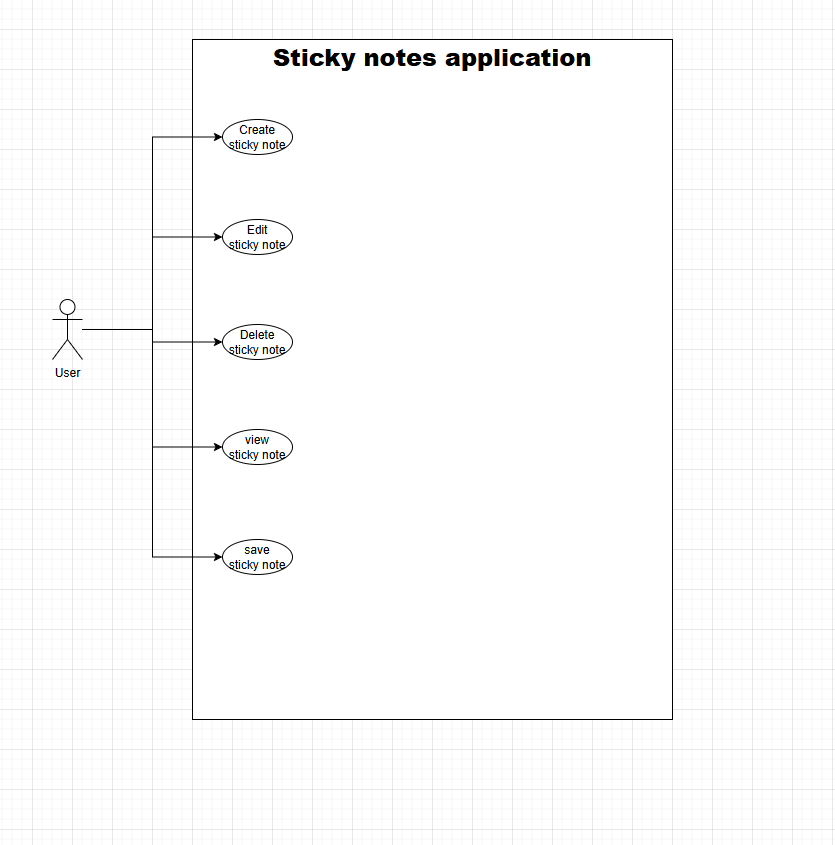 Sticky notes application
Create
sticky note
Edit
sticky note
User
Delete
sticky note
view
sticky note
save
sticky note